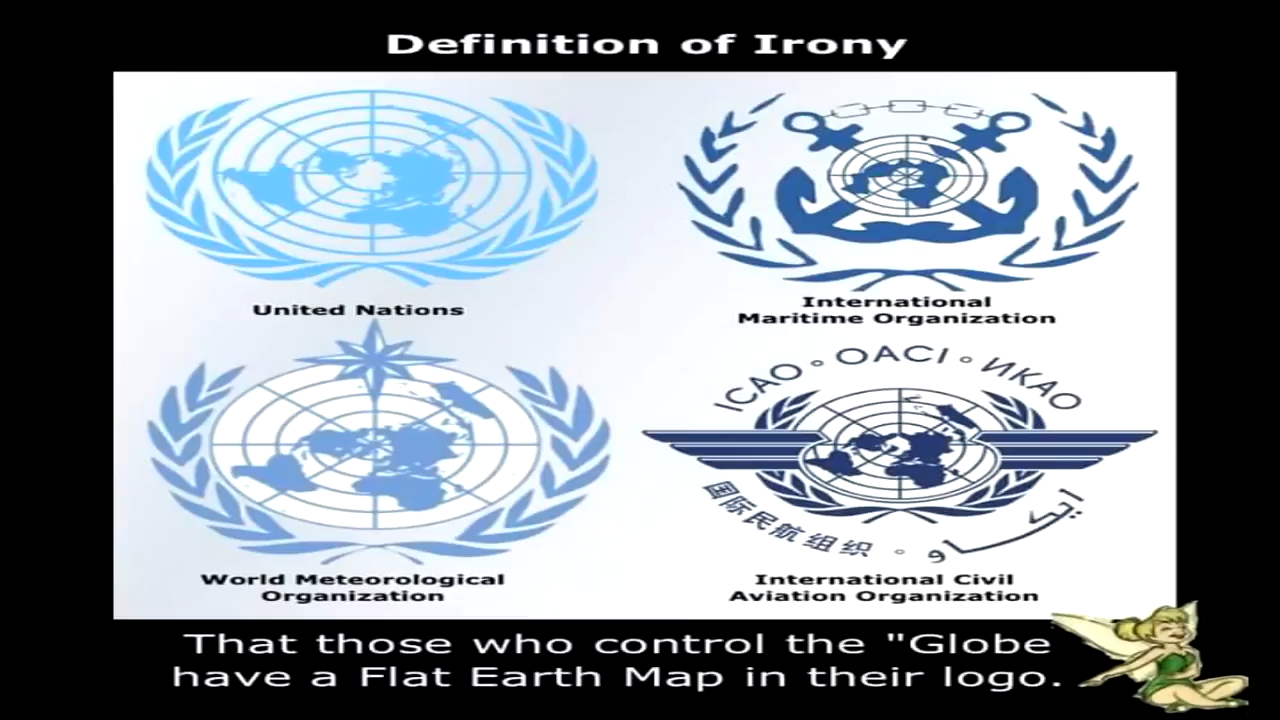 Definition of Irony
United Nations
International
Maritime Organization
ICAO ◦ OACI ◦ ИКАО
国际民航组织 ◦ ايكاو
World Meteorological
Organization
International Civil
Aviation Organization
That those who control the "Globe
have a Flat Earth Map in their logo.